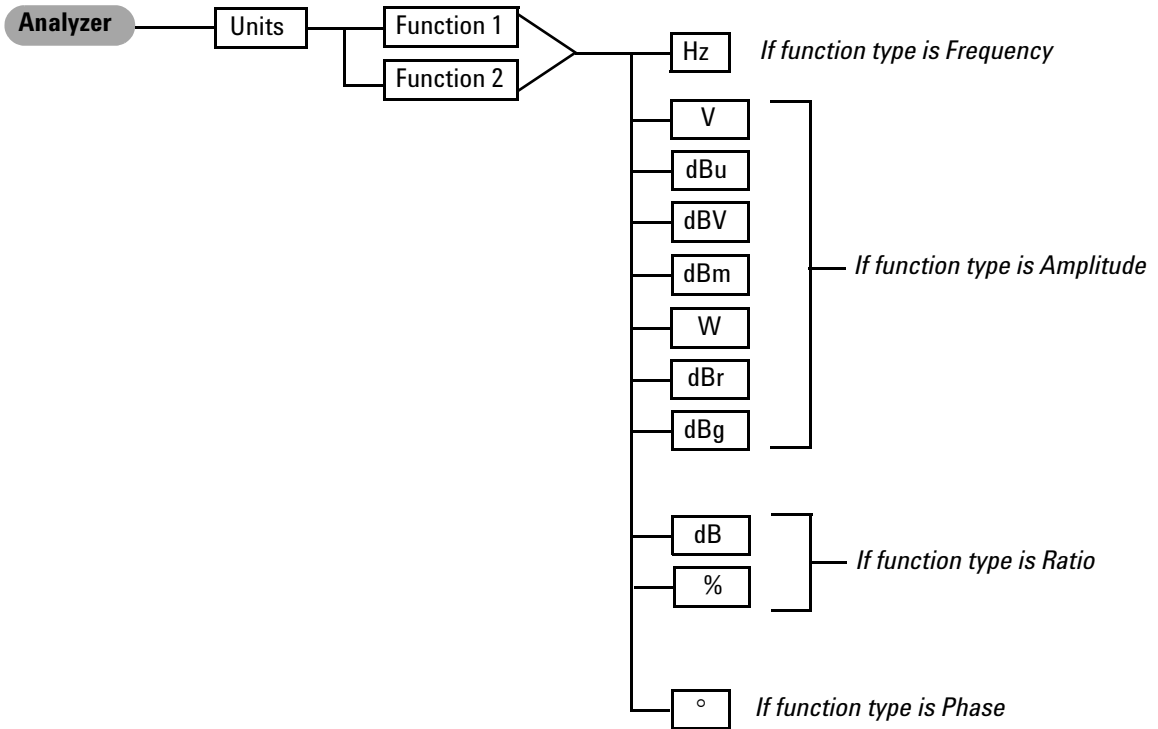 Analyzer
Units
Function 1
Function 2
Hz
If function type is Frequency
V
dBu
dBV
dBm
W
dBr
dBg
If function type is Amplitude
dB
%
If function type is Ratio
°
If function type is Phase